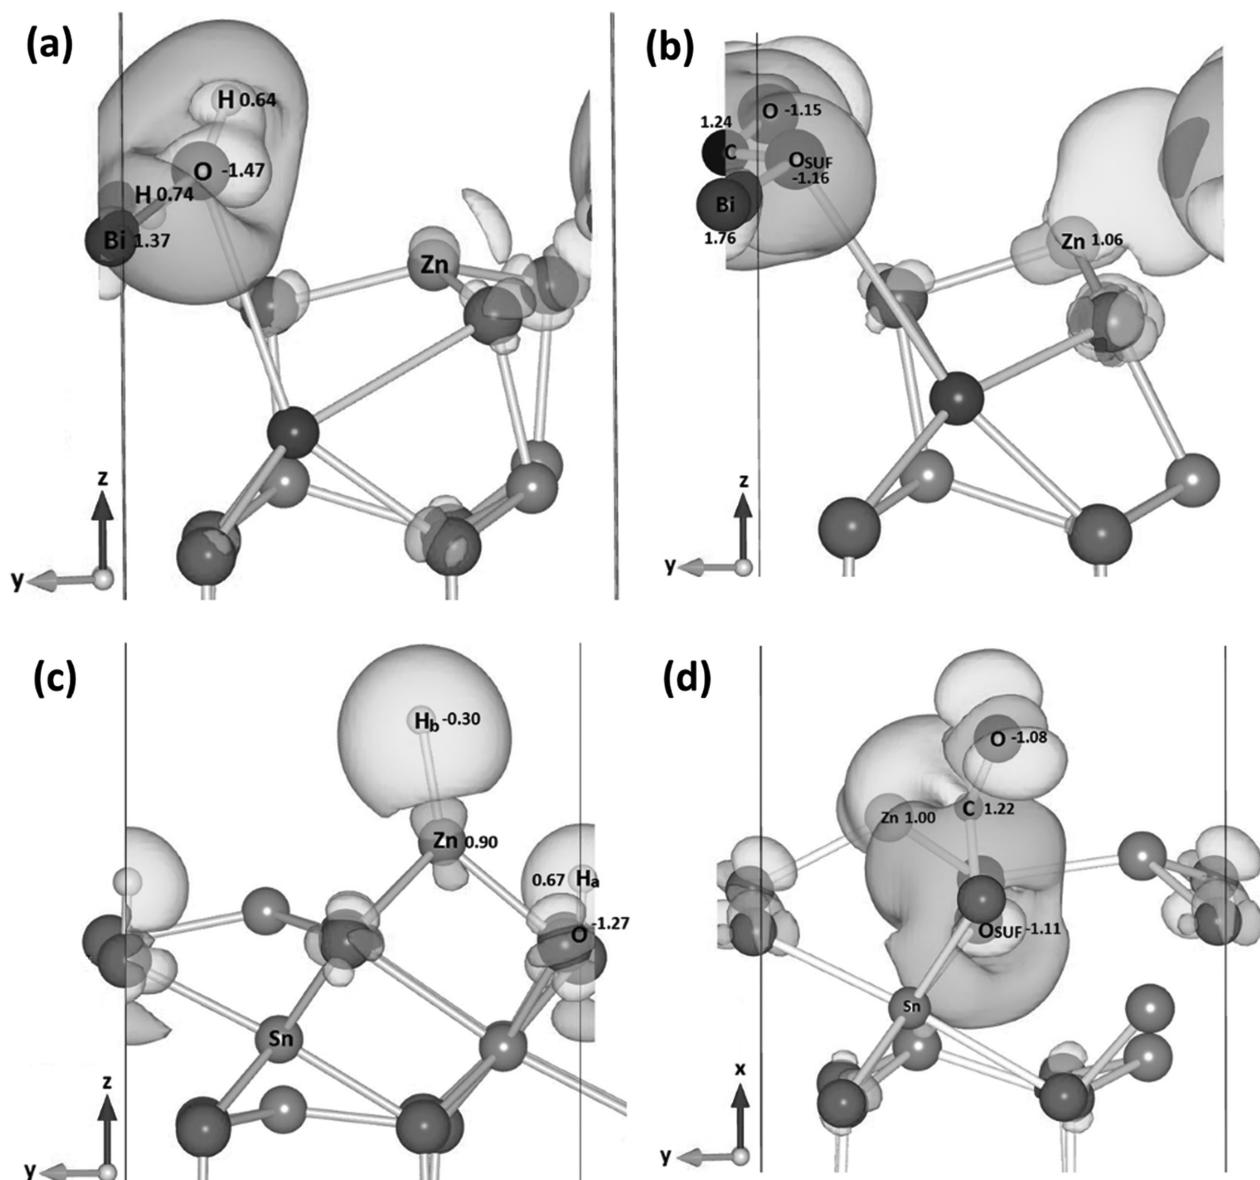 (a)
H 0.64
O -1.47
H 0.74
Bi 1.37
Zn
z
y
(b)
O -1.15
1.24
C
OSUF
-1.16
Bi
1.76
Zn 1.06
z
y
(c)
Hb -0.30
Zn 0.90
0.67 Ha
O -1.27
Sn
z
y
(d)
O -1.08
Zn 1.00
C 1.22
OSUF -1.11
Sn
x
y